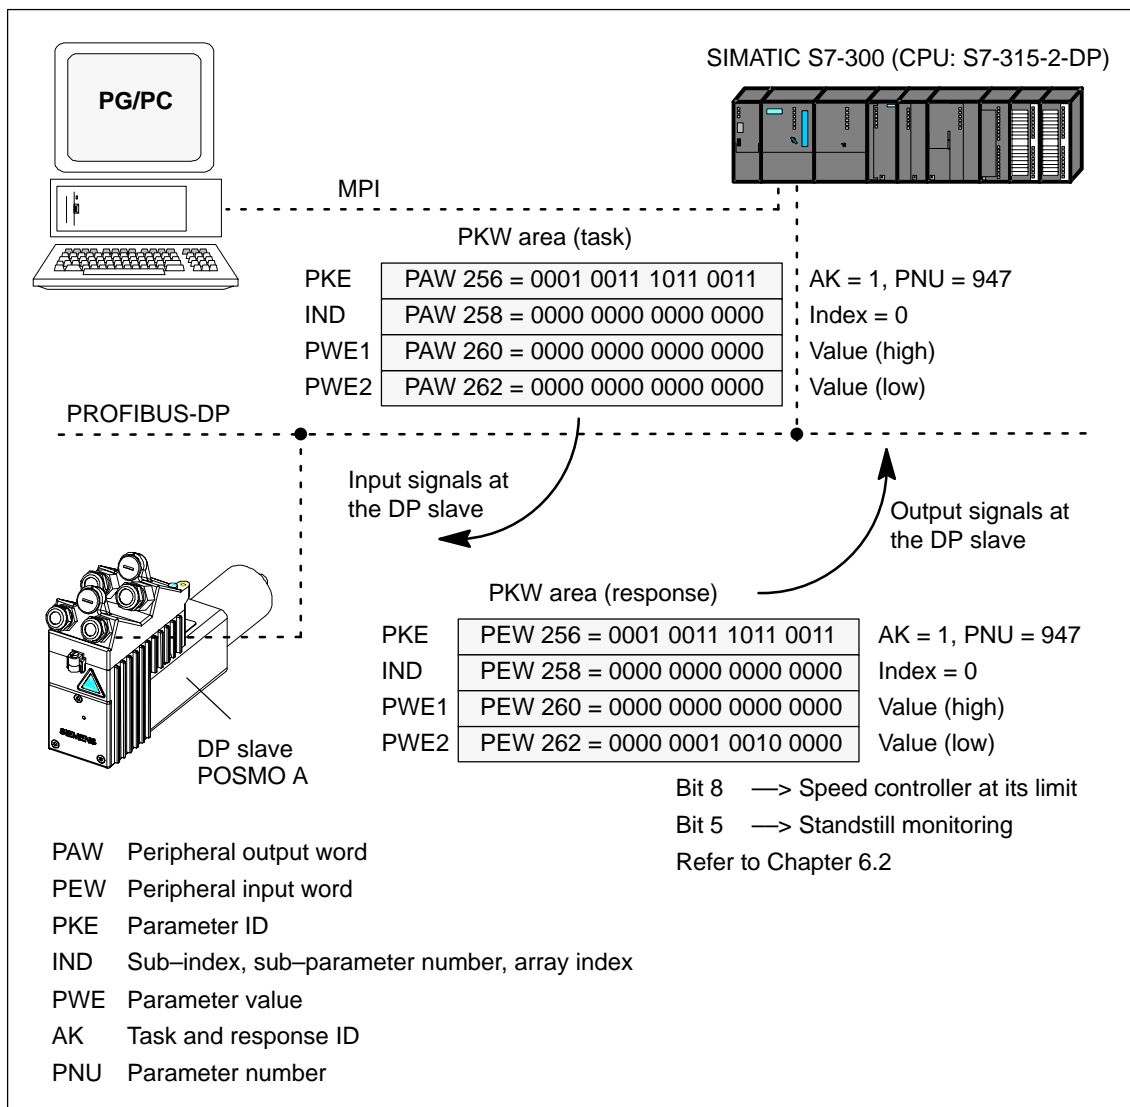 SIMATIC S7-300 (CPU: S7-315-2-DP)
PG/PC
MPI
PKW area (task)
PKE PAW 256 = 0001 0011 1011 0011 AK = 1, PNU = 947
IND PAW 258 = 0000 0000 0000 0000 Index = 0
PWE1 PAW 260 = 0000 0000 0000 0000 Value (high)
PWE2 PAW 262 = 0000 0000 0000 0000 Value (low)
PROFIBUS-DP
Input signals at
the DP slave
Output signals at
the DP slave
PKW area (response)
PKE PEW 256 = 0001 0011 1011 0011 AK = 1, PNU = 947
IND PEW 258 = 0000 0000 0000 0000 Index = 0
PWE1 PEW 260 = 0000 0000 0000 0000 Value (high)
PWE2 PEW 262 = 0000 0001 0010 0000 Value (low)
SIEMENS
DP slave
POSMO A
Bit 8 —> Speed controller at its limit
Bit 5 —> Standstill monitoring
Refer to Chapter 6.2
PAW Peripheral output word
PEW Peripheral input word
PKE Parameter ID
IND Sub–index, sub–parameter number, array index
PWE Parameter value
AK Task and response ID
PNU Parameter number